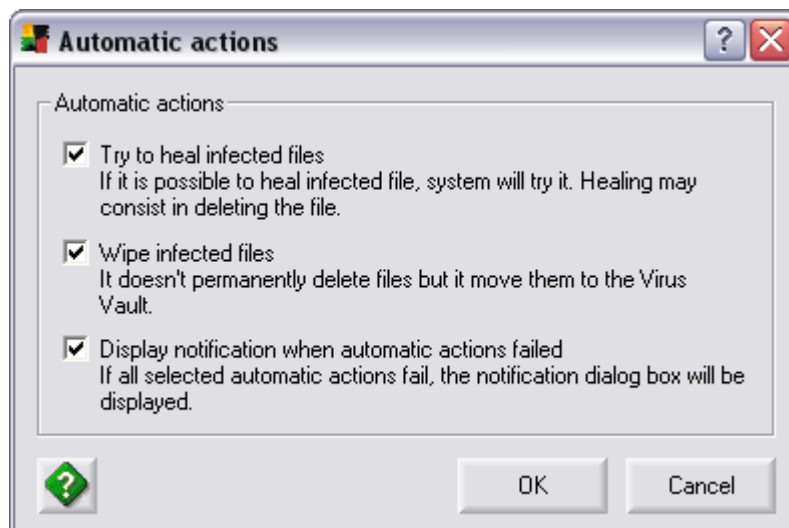 Automatic actions
Automatic actions
Try to heal infected files
If it is possible to heal infected file, system will try it. Healing may
consist in deleting the file.
Wipe infected files
It doesn't permanently delete files but it move them to the Virus
Vault.
Display notification when automatic actions failed
If all selected automatic actions fail, the notification dialog box will be
displayed.
OK
Cancel